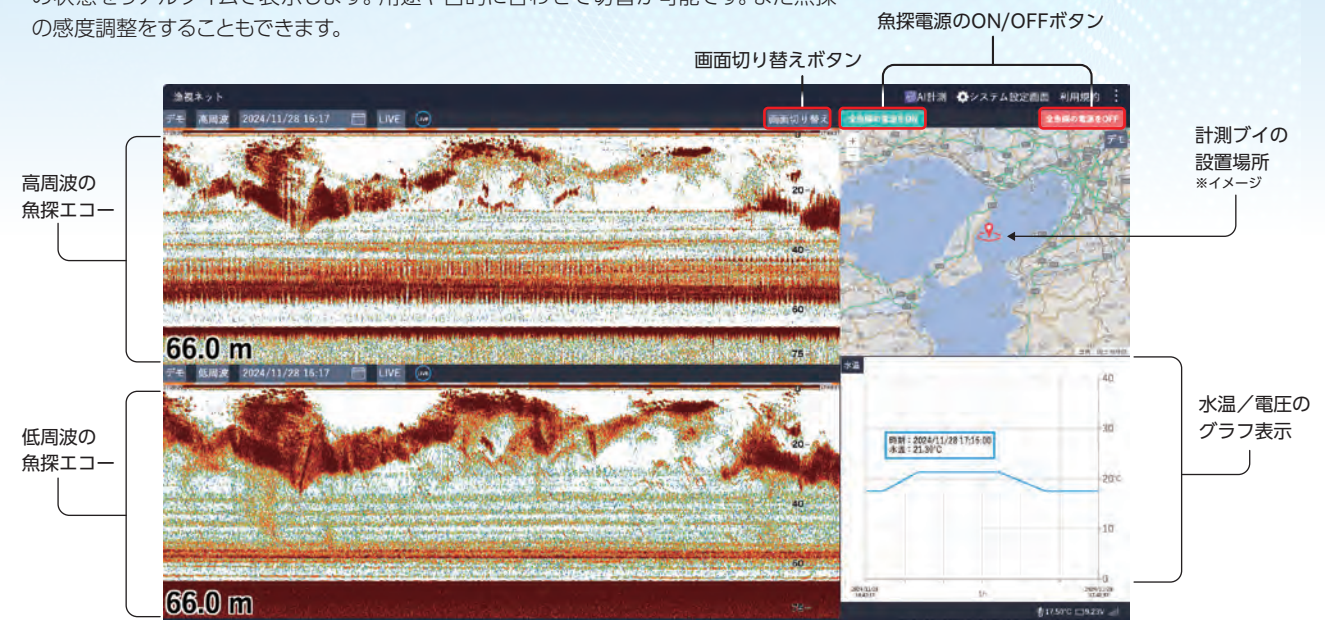 の状態をリアルタイムで表示します。用途や目的に合わせて切替が可能です。また魚探
の感度調整をすることもできます。
魚探電源のON/OFFボタン
画面切り替えボタン
漁視ネット
AI計測 システム設定画面 利用規約
デモ 高周波 2024/11/28 16:17 LIVE LIVE
画面切り替え
全魚探の電源をON
全魚探の電源をOFF
デモ
計測ブイの
設置場所
※イメージ
高周波の
魚探エコー
0
20
40
60
75
66.0 m
デモ 低周波 2024/11/28 16:17 LIVE LIVE
水温
40
30
時刻：2024/11/28 17:16:00
水温：21.30°C
20°C
10
0
1h
水温／電圧の
グラフ表示
低周波の
魚探エコー
20
40
60
66.0 m
17.50°C 9.23V